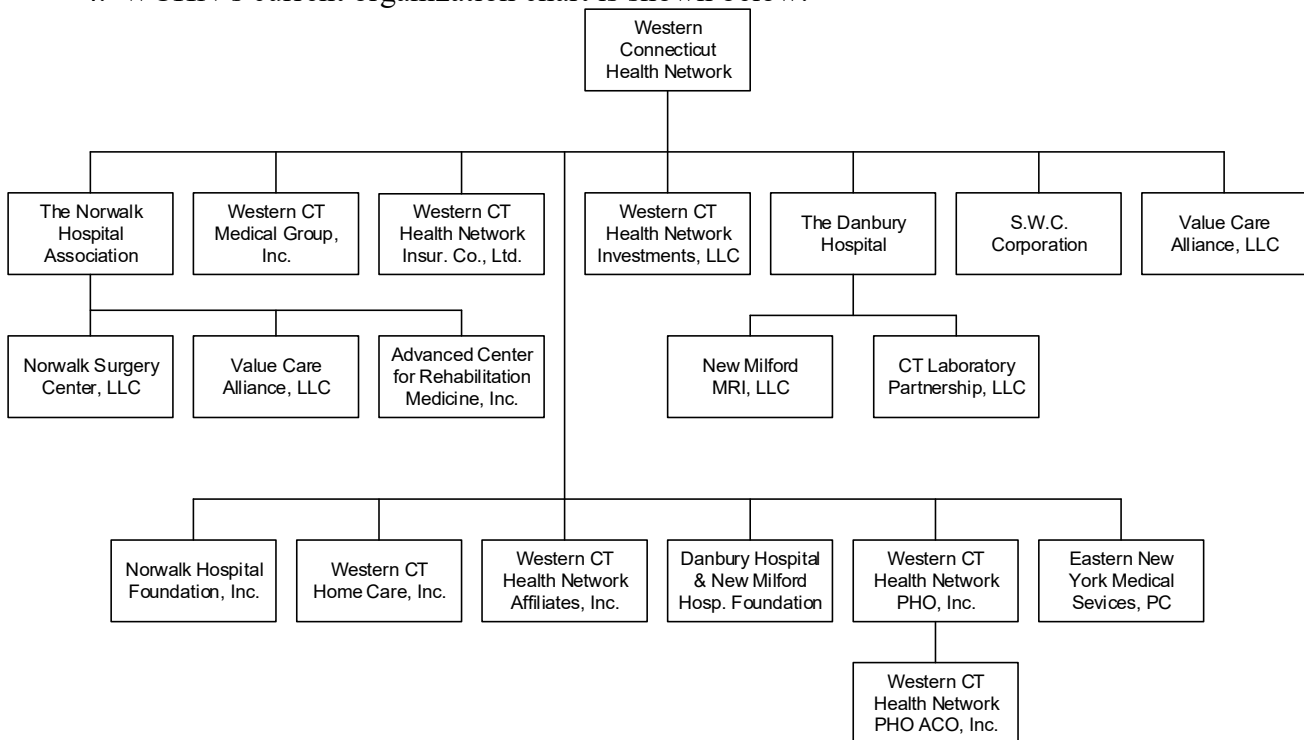 Western
Connecticut
Health Network
The Norwalk
Hospital
Association
Western CT
Medical Group,
Inc.
Western CT
Health Network
Insur. Co., Ltd.
Western CT
Health Network
Investments, LLC
The Danbury
Hospital
S.W.C.
Corporation
Value Care
Alliance, LLC
Norwalk Surgery
Center, LLC
Value Care
Alliance, LLC
Advanced Center
for Rehabilitation
Medicine, Inc.
New Milford
MRI, LLC
CT Laboratory
Partnership, LLC
Norwalk Hospital
Foundation, Inc.
Western CT
Home Care, Inc.
Western CT
Health Network
Affiliates, Inc.
Danbury Hospital
& New Milford
Hosp. Foundation
Western CT
Health Network
PHO, Inc.
Eastern New
York Medical
Sevices, PC
Western CT
Health Network
PHO ACO, Inc.